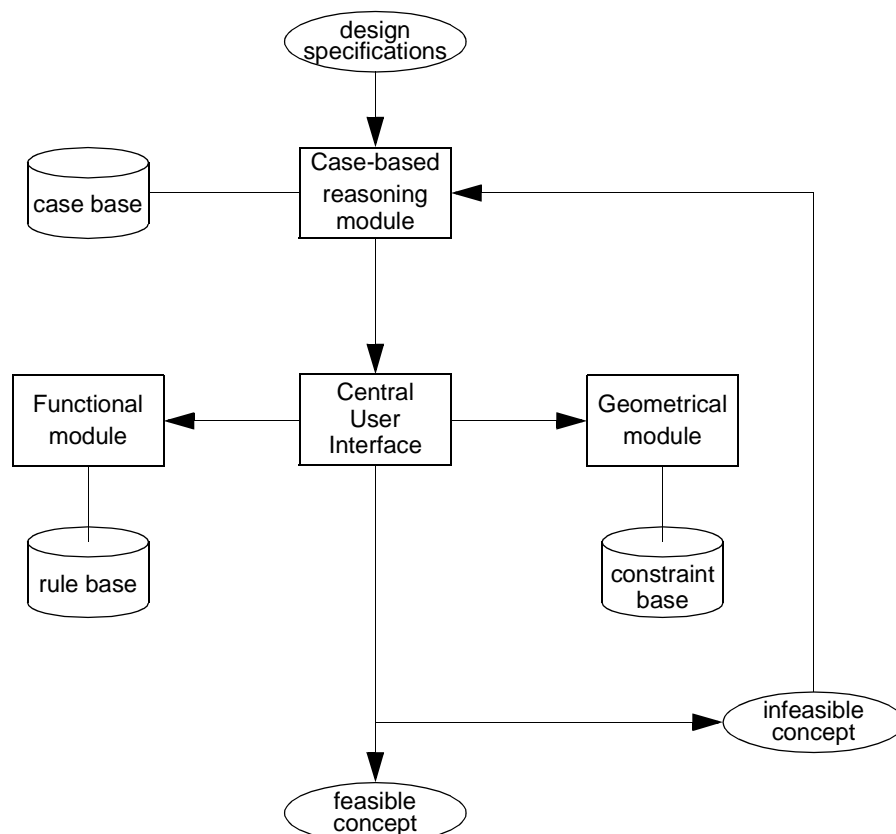 design
specifications
Case-based
reasoning
module
case base
Functional
module
Central
User
Interface
Geometrical
module
rule base
constraint
base
infeasible
concept
feasible
concept